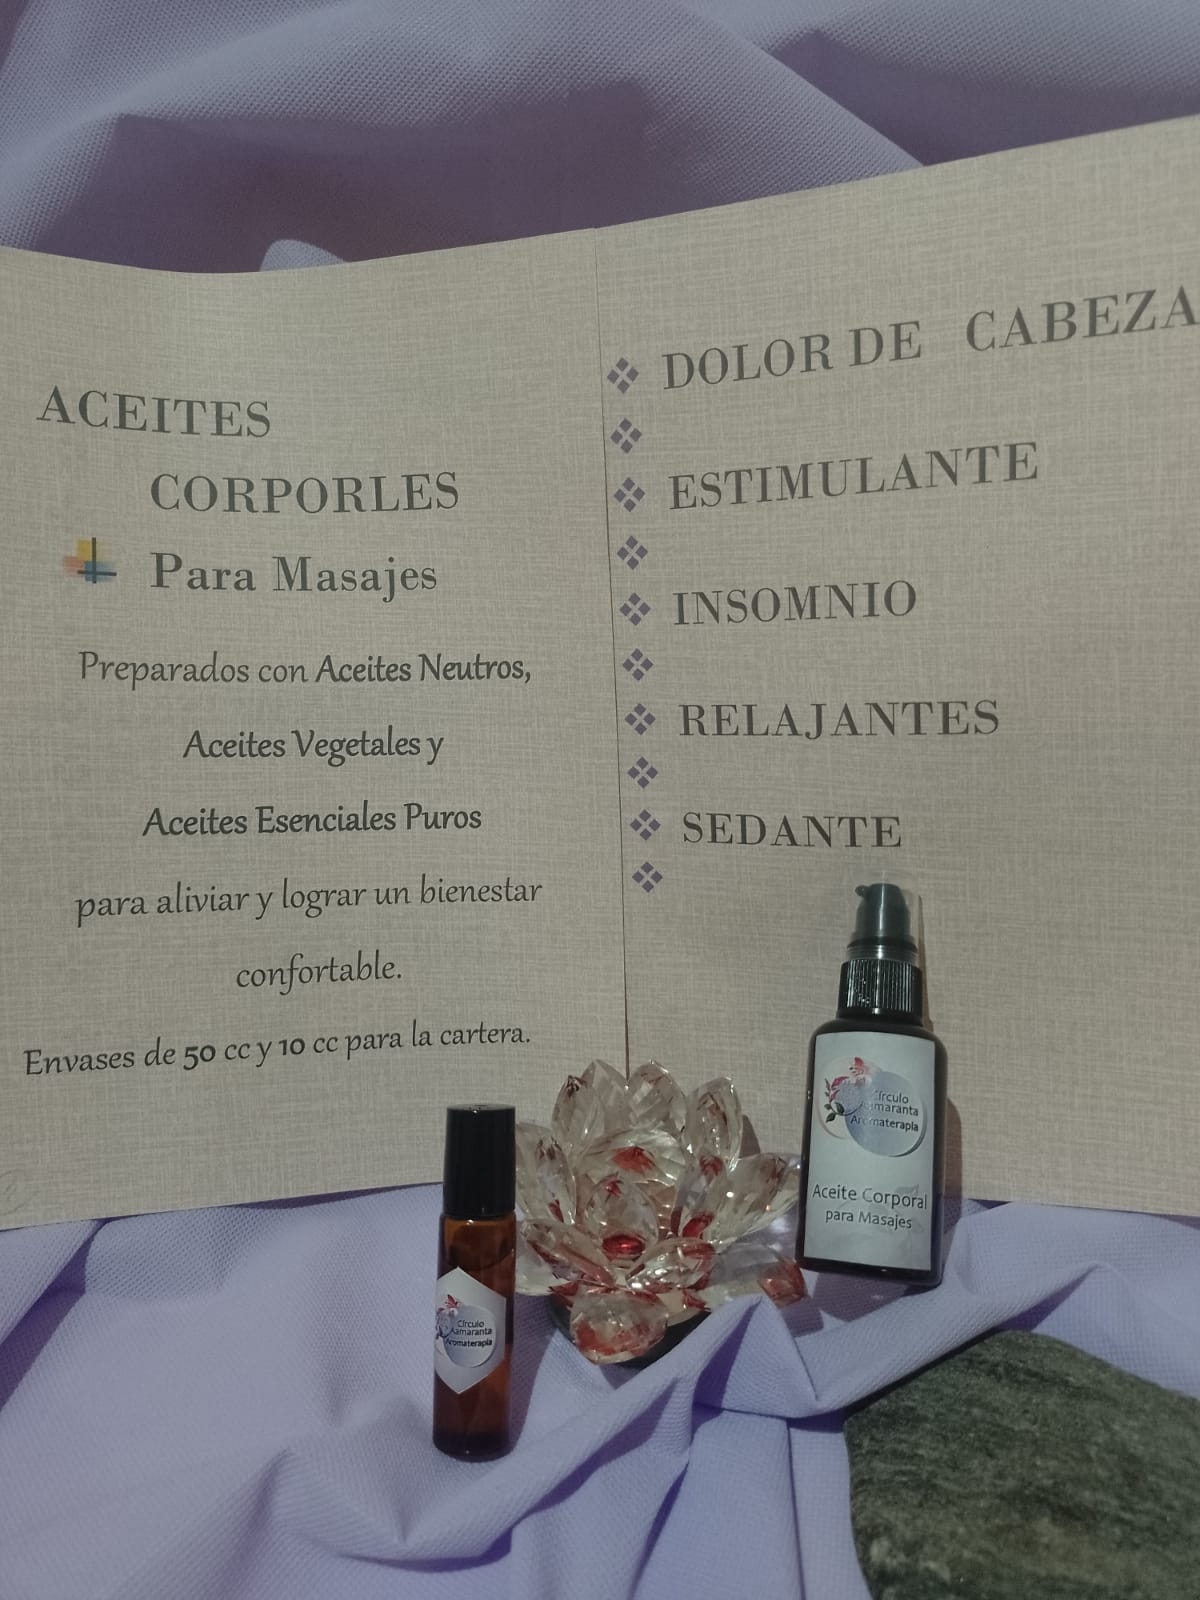 ACEITES
CORPORLES
Para Masajes
Preparados con Aceites Neutros,
Aceites Vegetales y
Aceites Esenciales Puros
para aliviar y lograr un bienestar
confortable.
Envases de 50 cc y 10 cc para la cartera.
DOLOR DE CABEZA
ESTIMULANTE
INSOMNIO
RELAJANTES
SEDANTE
Círculo
Aamaranta
Aromaterapia
Aceite Corporal
para Masajes
Círculo
Aamaranta
Aromaterapia